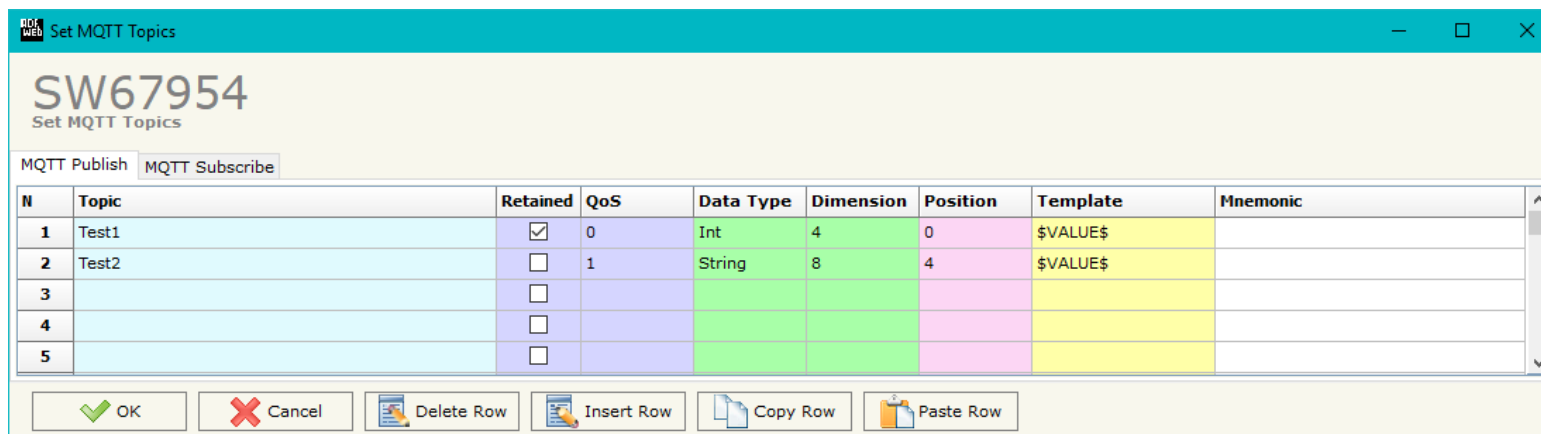 ADF WEB Set MQTT Topics
SW67954
Set MQTT Topics
MQTT Publish MQTT Subscribe
N Topic Retained QoS Data Type Dimension Position Template Mnemonic
1 Test1 0 Int 4 0 $VALUE$
2 Test2 1 String 8 4 $VALUE$
3
4
5
OK Cancel Delete Row Insert Row Copy Row Paste Row